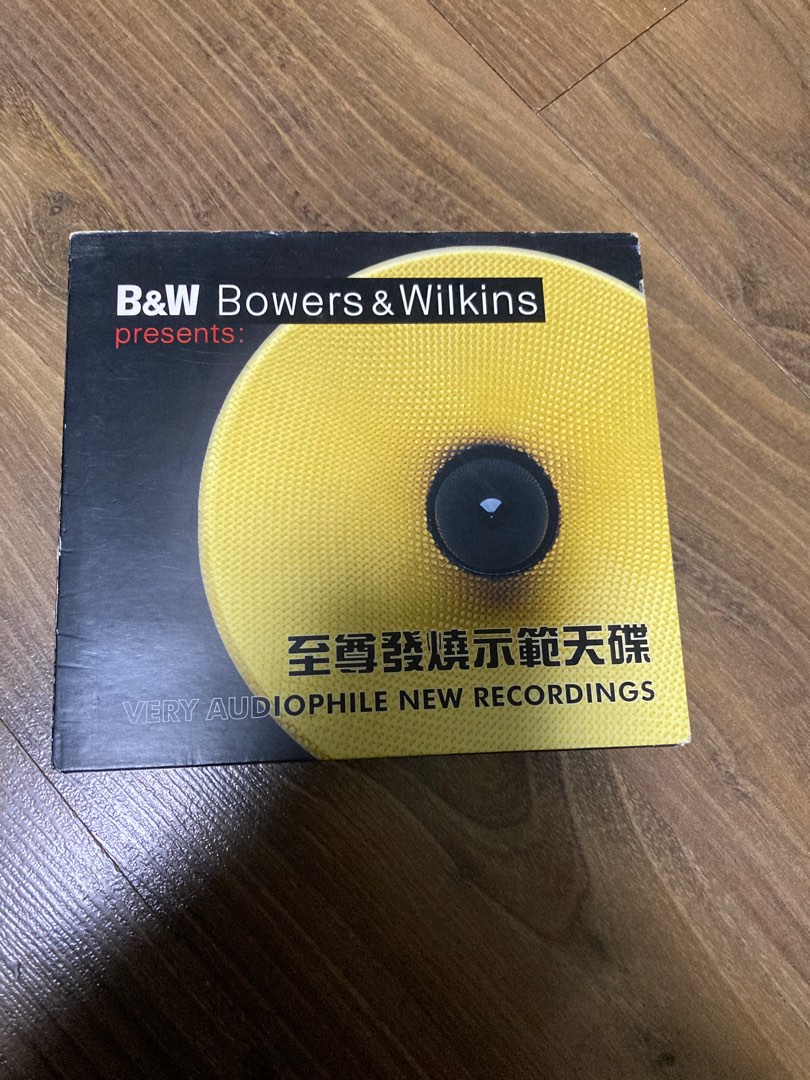 B&W Bowers & Wilkins
presents:
至尊發燒示範天碟
VERY AUDIOPHILE NEW RECORDINGS